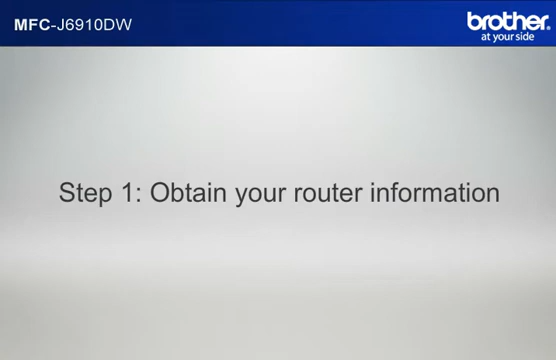 MFC-J6910DW
brother
at your side
Step 1: Obtain your router information